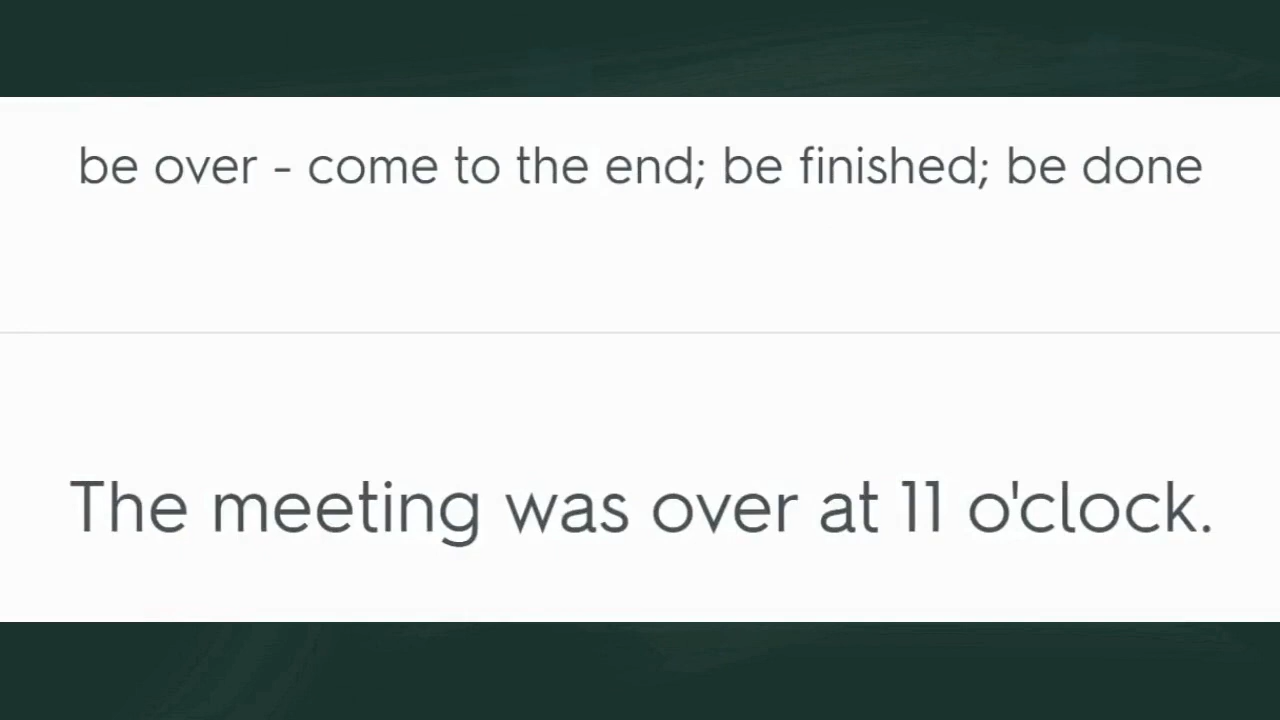 be over - come to the end; be finished; be done
The meeting was over at 11 o'clock.